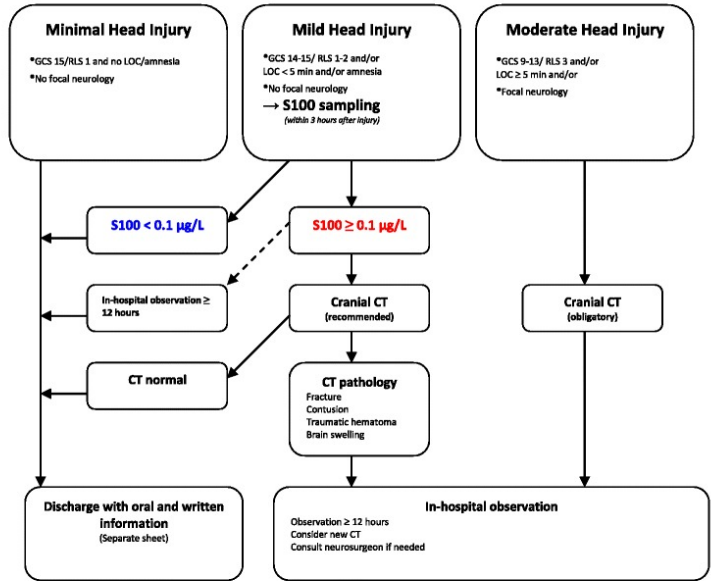 Minimal Head Injury
*GCS 15/RLS 1 and no LOC/amnesia
*No focal neurology
Mild Head Injury
*GCS 14-15/ RLS 1-2 and/or
LOC < 5 min and/or amnesia
*No focal neurology
→ S100 sampling
(within 3 hours after injury)
Moderate Head Injury
*GCS 9-13/ RLS 3 and/or
LOC ≥ 5 min and/or
*Focal neurology
S100 < 0.1 µg/L
S100 ≥ 0.1 µg/L
In-hospital observation ≥
12 hours
Cranial CT
(recommended)
Cranial CT
(obligatory)
CT normal
CT pathology
Fracture
Contusion
Traumatic hematoma
Brain swelling
Discharge with oral and written
information
(Separate sheet)
In-hospital observation
Observation ≥ 12 hours
Consider new CT
Consult neurosurgeon if needed